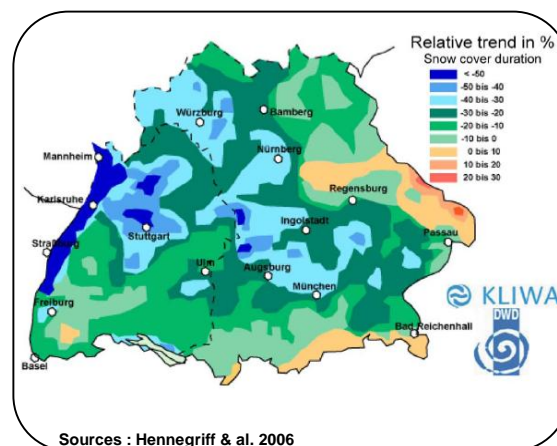 Relative trend in %
Snow cover duration
< -50
-50 bis -40
-40 bis -30
-30 bis -20
-20 bis -10
-10 bis 0
0 bis 10
10 bis 20
20 bis 30
Würzburg
Bamberg
Mannheim
Nürnberg
Karlsruhe
Regensburg
Straßburg
Stuttgart
Ingolstadt
Passau
Ulm
Augsburg
München
Freiburg
Bad Reichenhall
Basel
KLIWA
DWD
Sources : Hennegriff & al. 2006